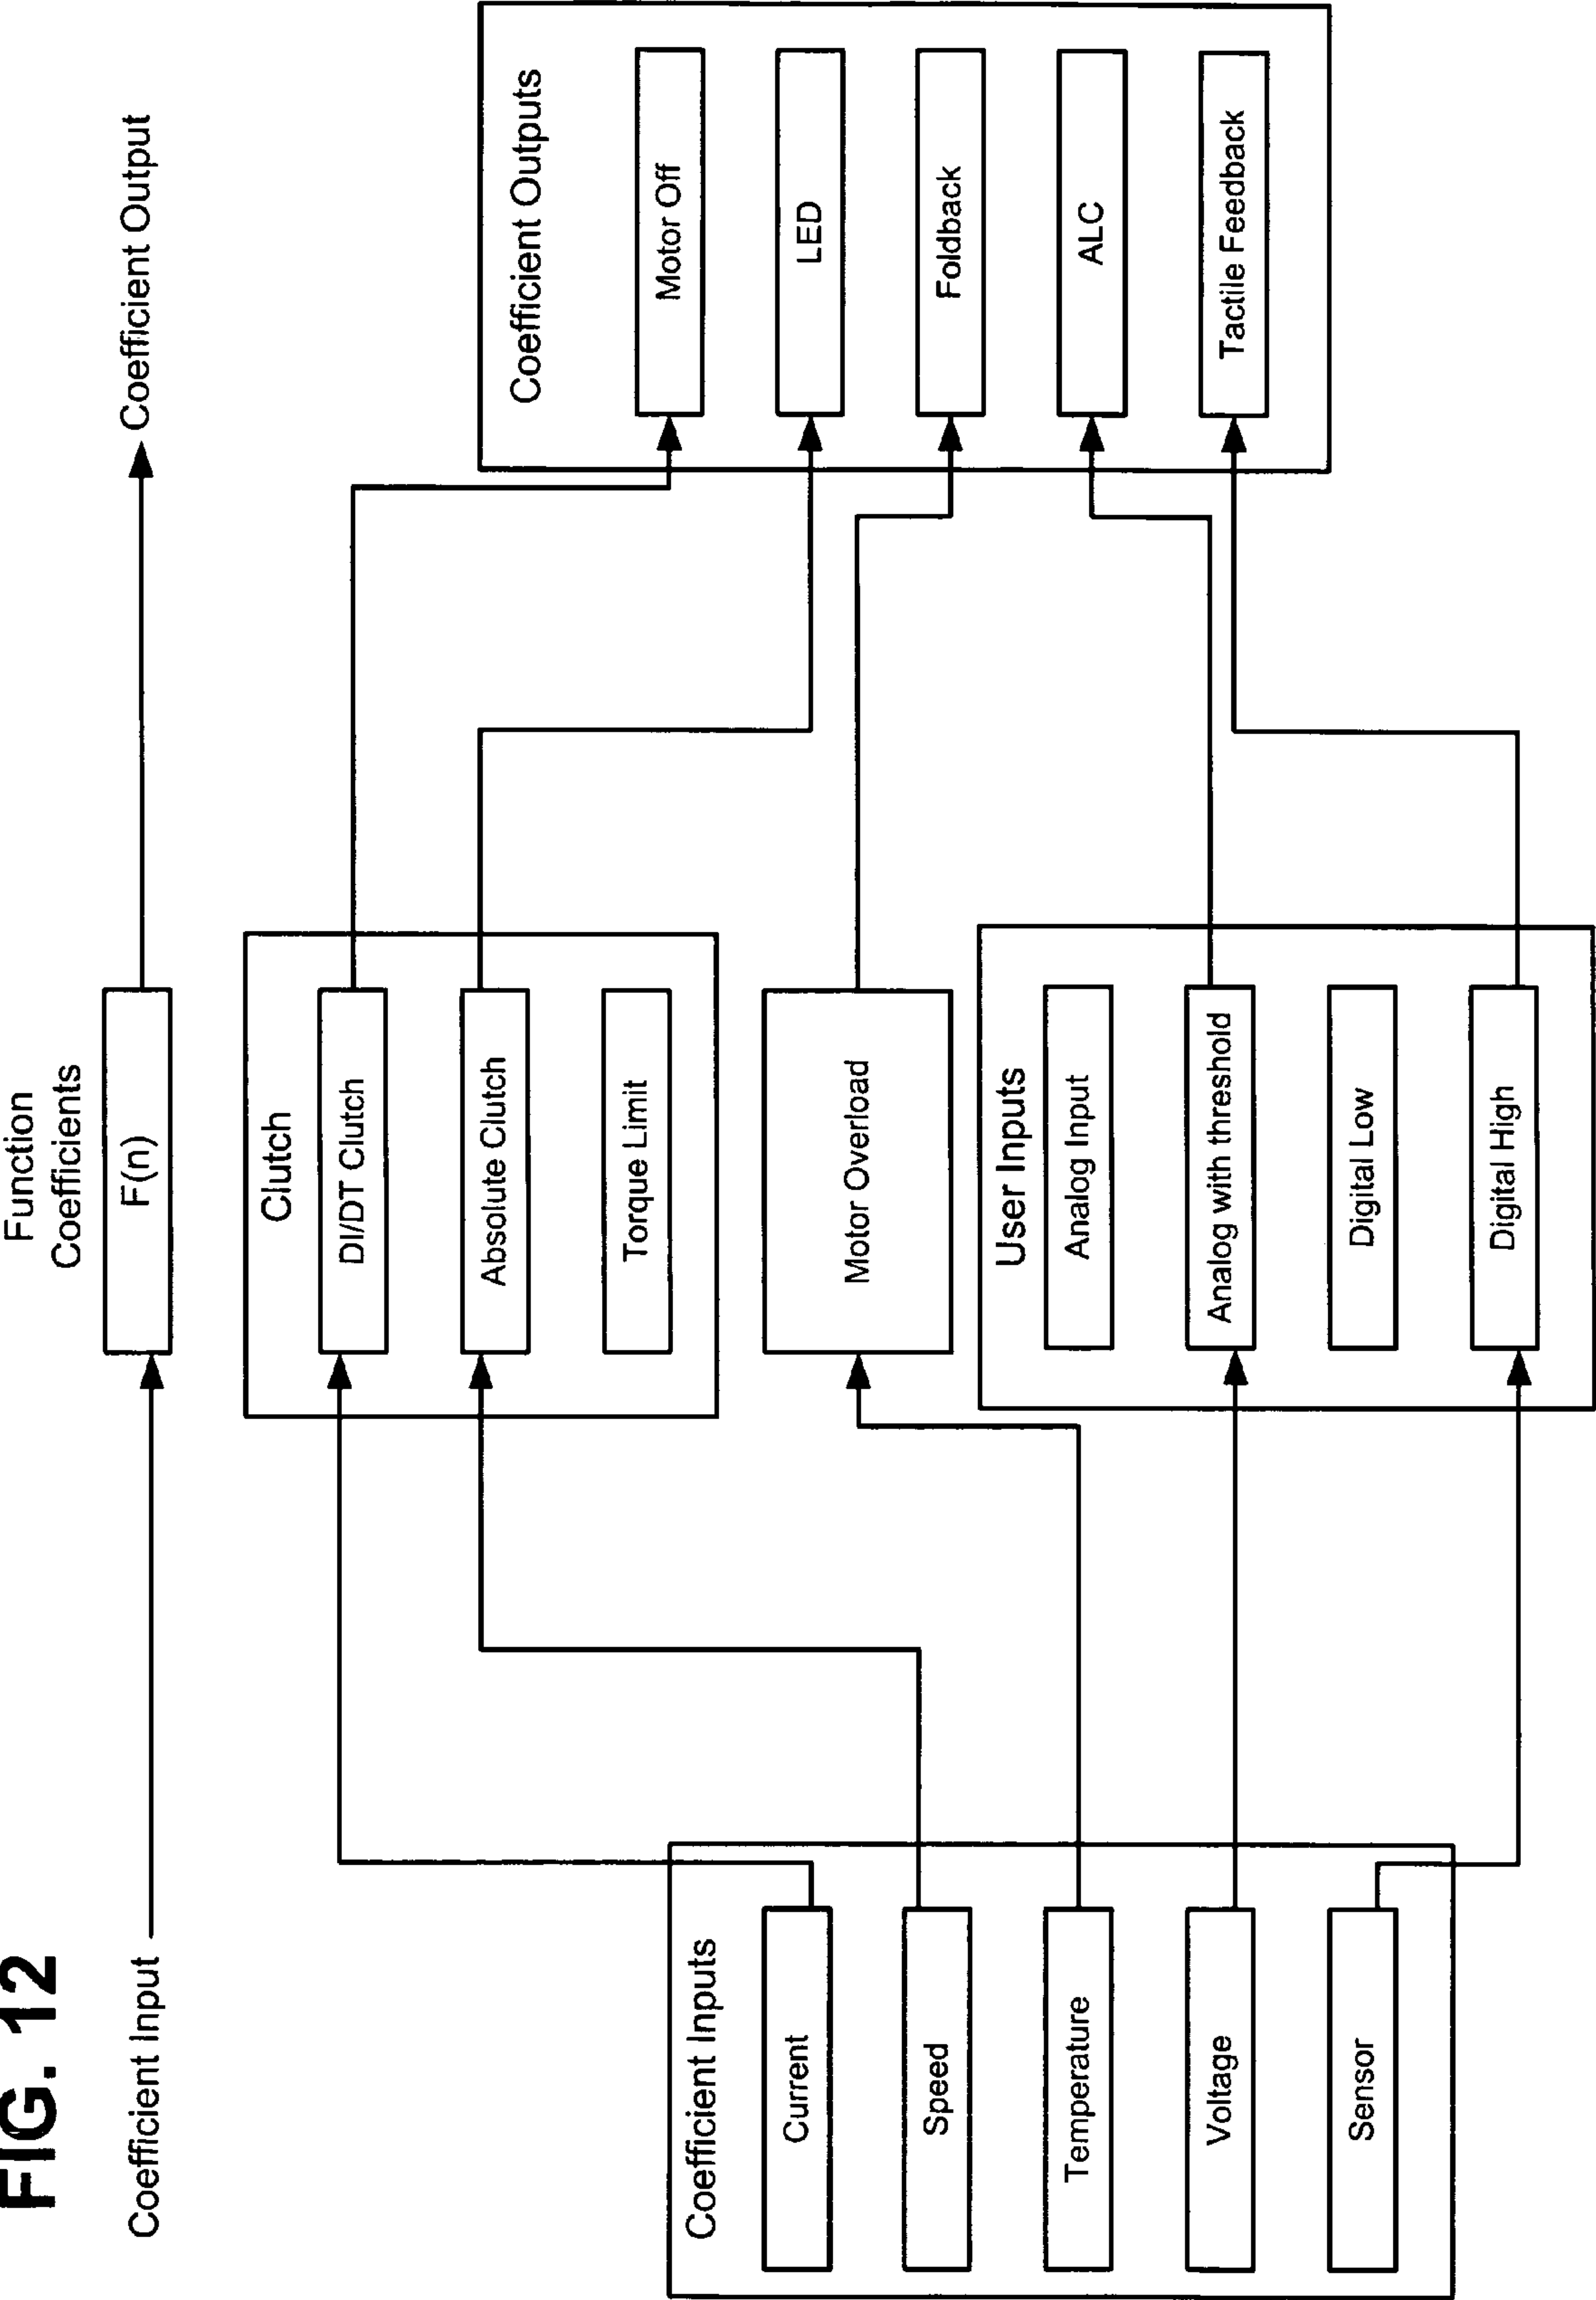 FIG. 12
Function
Coefficients
Coefficient Input
F(n)
Coefficient Output
Coefficient Inputs
Current
Speed
Temperature
Voltage
Sensor
Clutch
DI/DT Clutch
Absolute Clutch
Torque Limit
Motor Overload
User Inputs
Analog Input
Analog with threshold
Digital Low
Digital High
Coefficient Outputs
Motor Off
LED
Foldback
ALC
Tactile Feedback